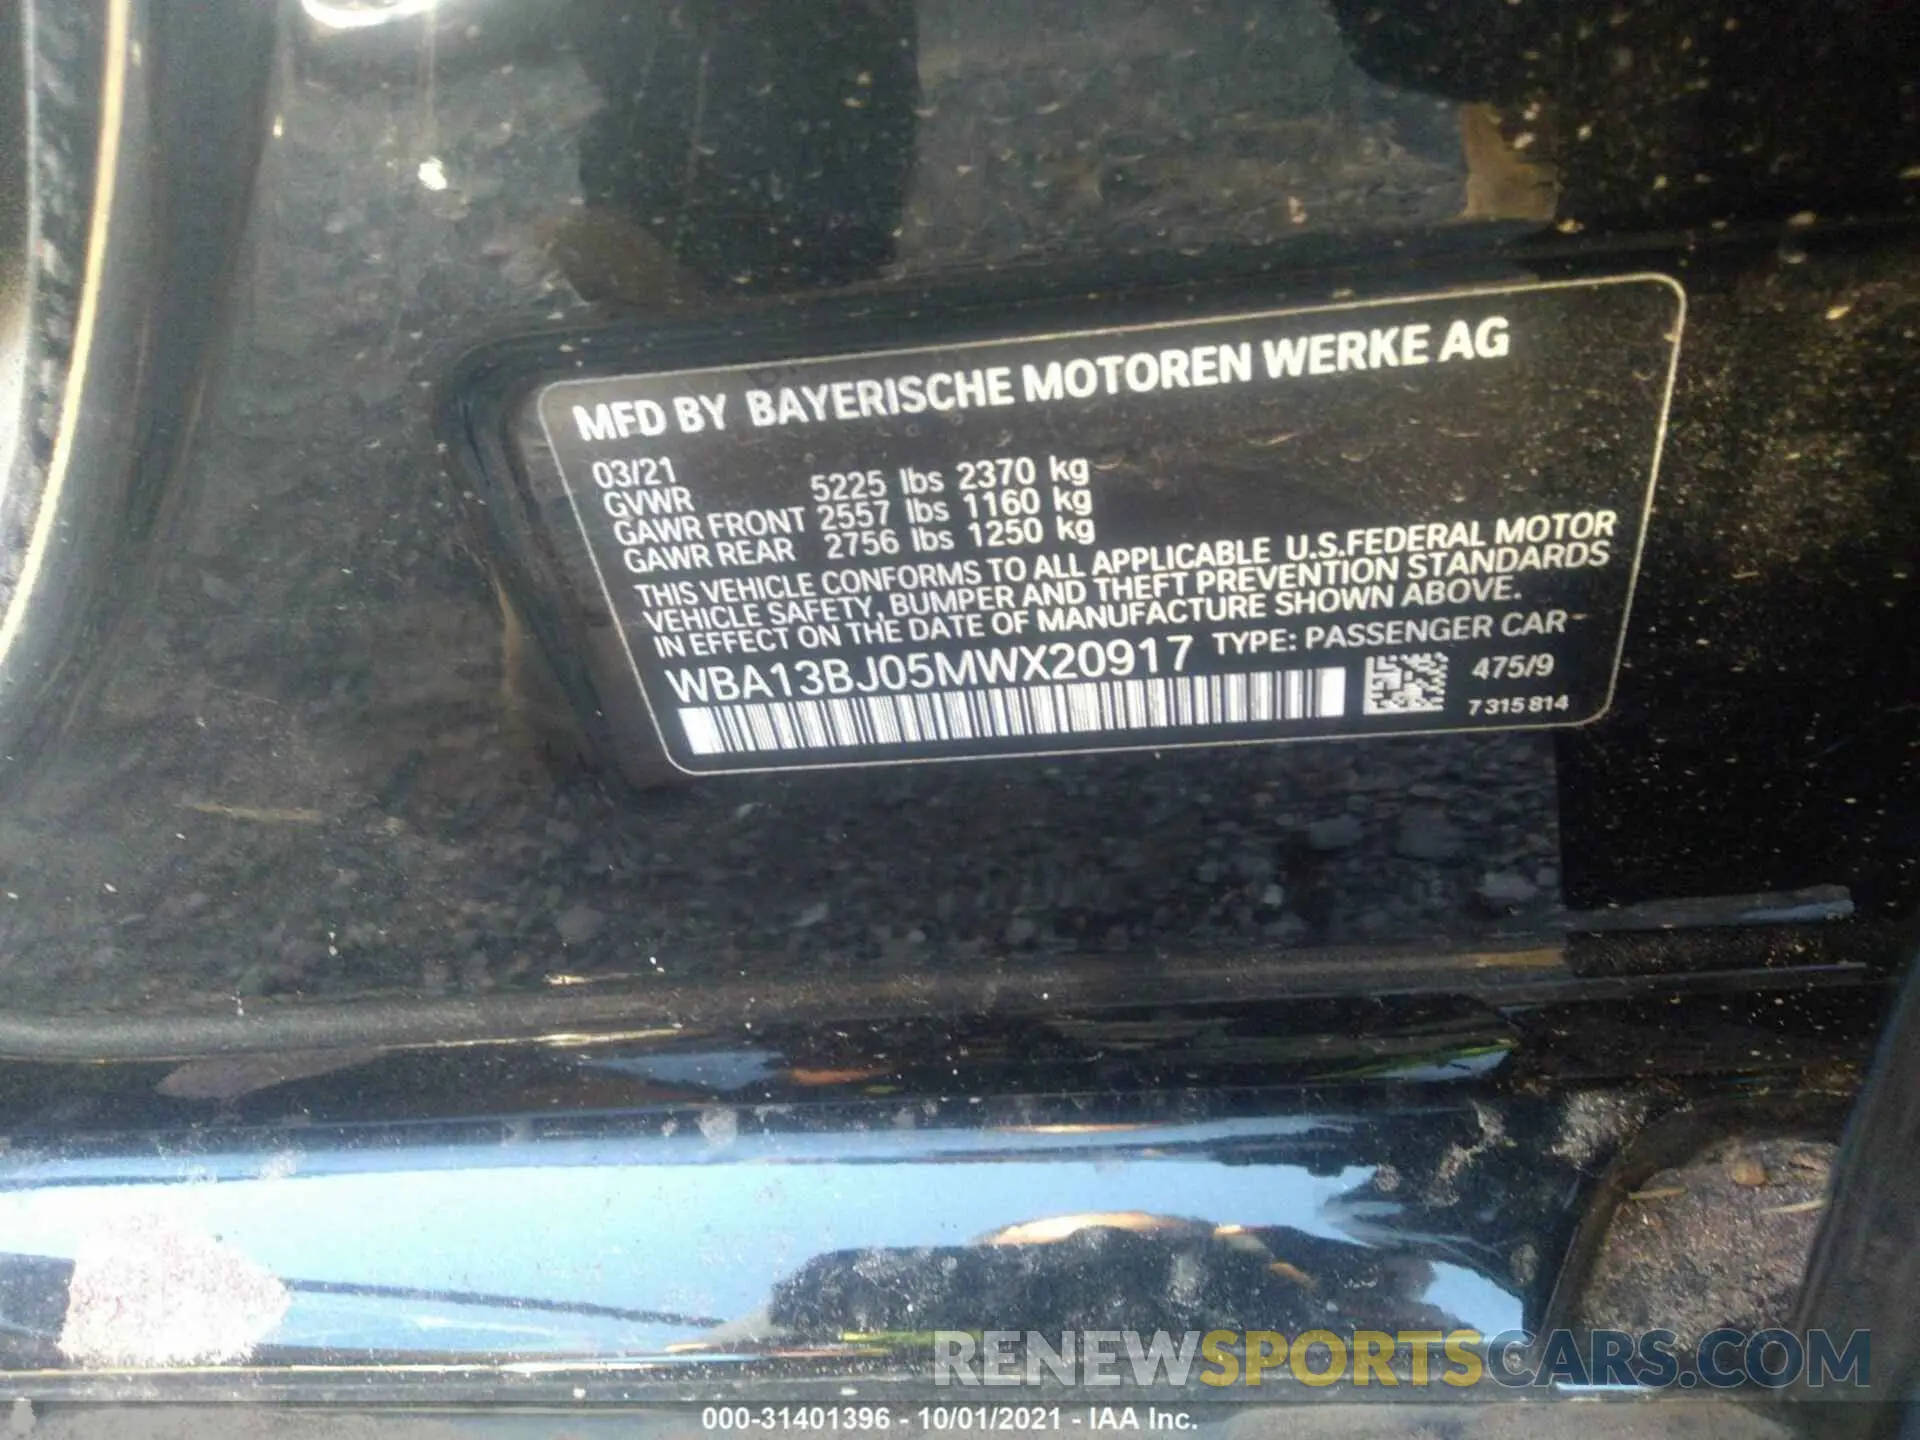 MFD BY BAYERISCHE MOTOREN WERKE AG
03/21
GVWR 5225 lbs 2370 kg
GAWR FRONT 2557 lbs 1160 kg
GAWR REAR 2756 lbs 1250 kg
THIS VEHICLE CONFORMS TO ALL APPLICABLE U.S.FEDERAL MOTOR
VEHICLE SAFETY, BUMPER AND THEFT PREVENTION STANDARDS
IN EFFECT ON THE DATE OF MANUFACTURE SHOWN ABOVE.
WBA13BJ05MWX20917 TYPE: PASSENGER CAR
475/9
7 315 814
RENEWSPORTSCARS.COM
000-31401396 - 10/01/2021 - IAA Inc.